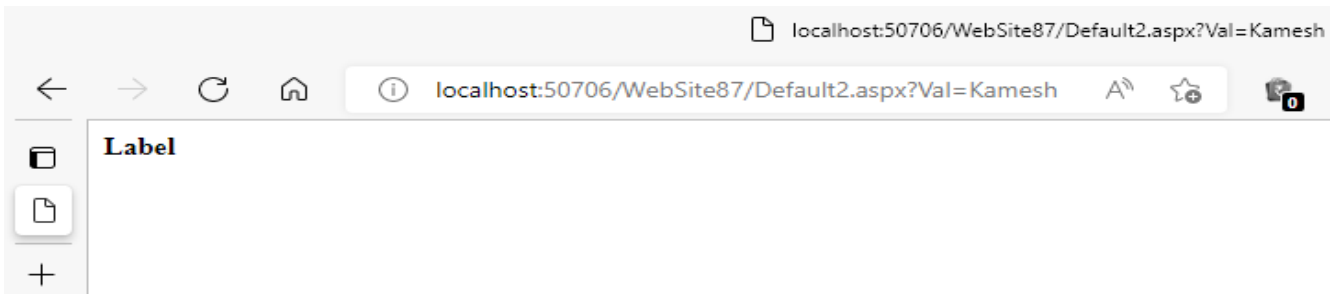 localhost:50706/WebSite87/Default2.aspx?Val=Kamesh
localhost:50706/WebSite87/Default2.aspx?Val=Kamesh A 0
Label